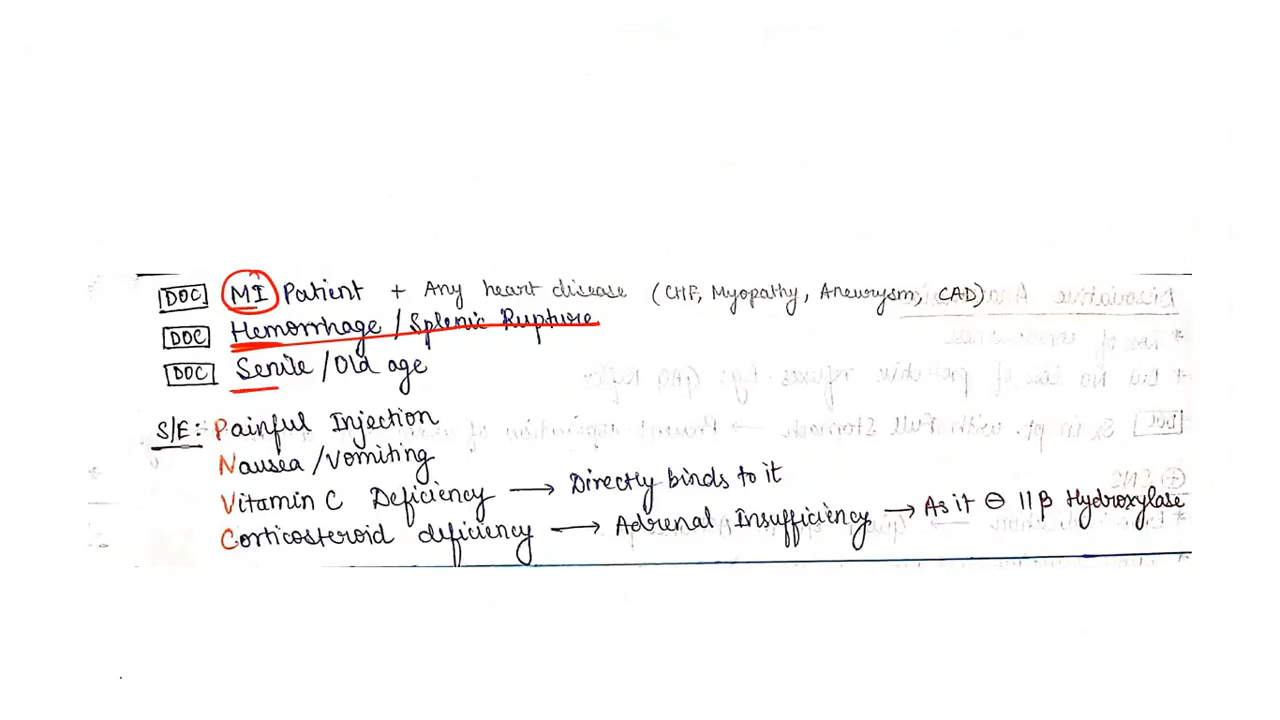 DOC MI Patient + Any heart disease (CHF, Myopathy, Aneurysm, CAD)
DOC Hemorrhage / Splenic Rupture
DOC Senile / Old age
S/E: Painful Injection
Nausea / Vomiting
Vitamin C Deficiency → Directly binds to it
Corticosteroid deficiency → Adrenal Insufficiency → As it ⊖ 11 β Hydroxylase